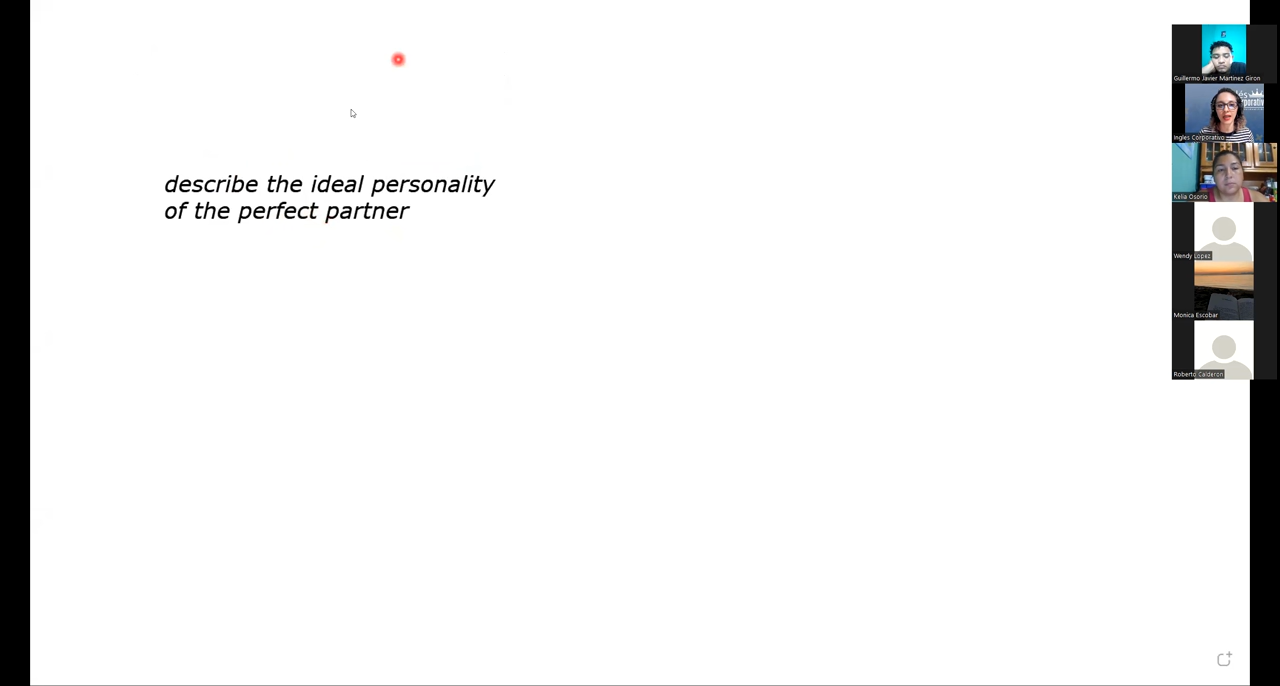 describe the ideal personality
of the perfect partner
Guillermo Javier Martinez Giron
Ingles Corporativo
Kelia Osorio
Wendy Lopez
Monica Escobar
Roberto Calderon